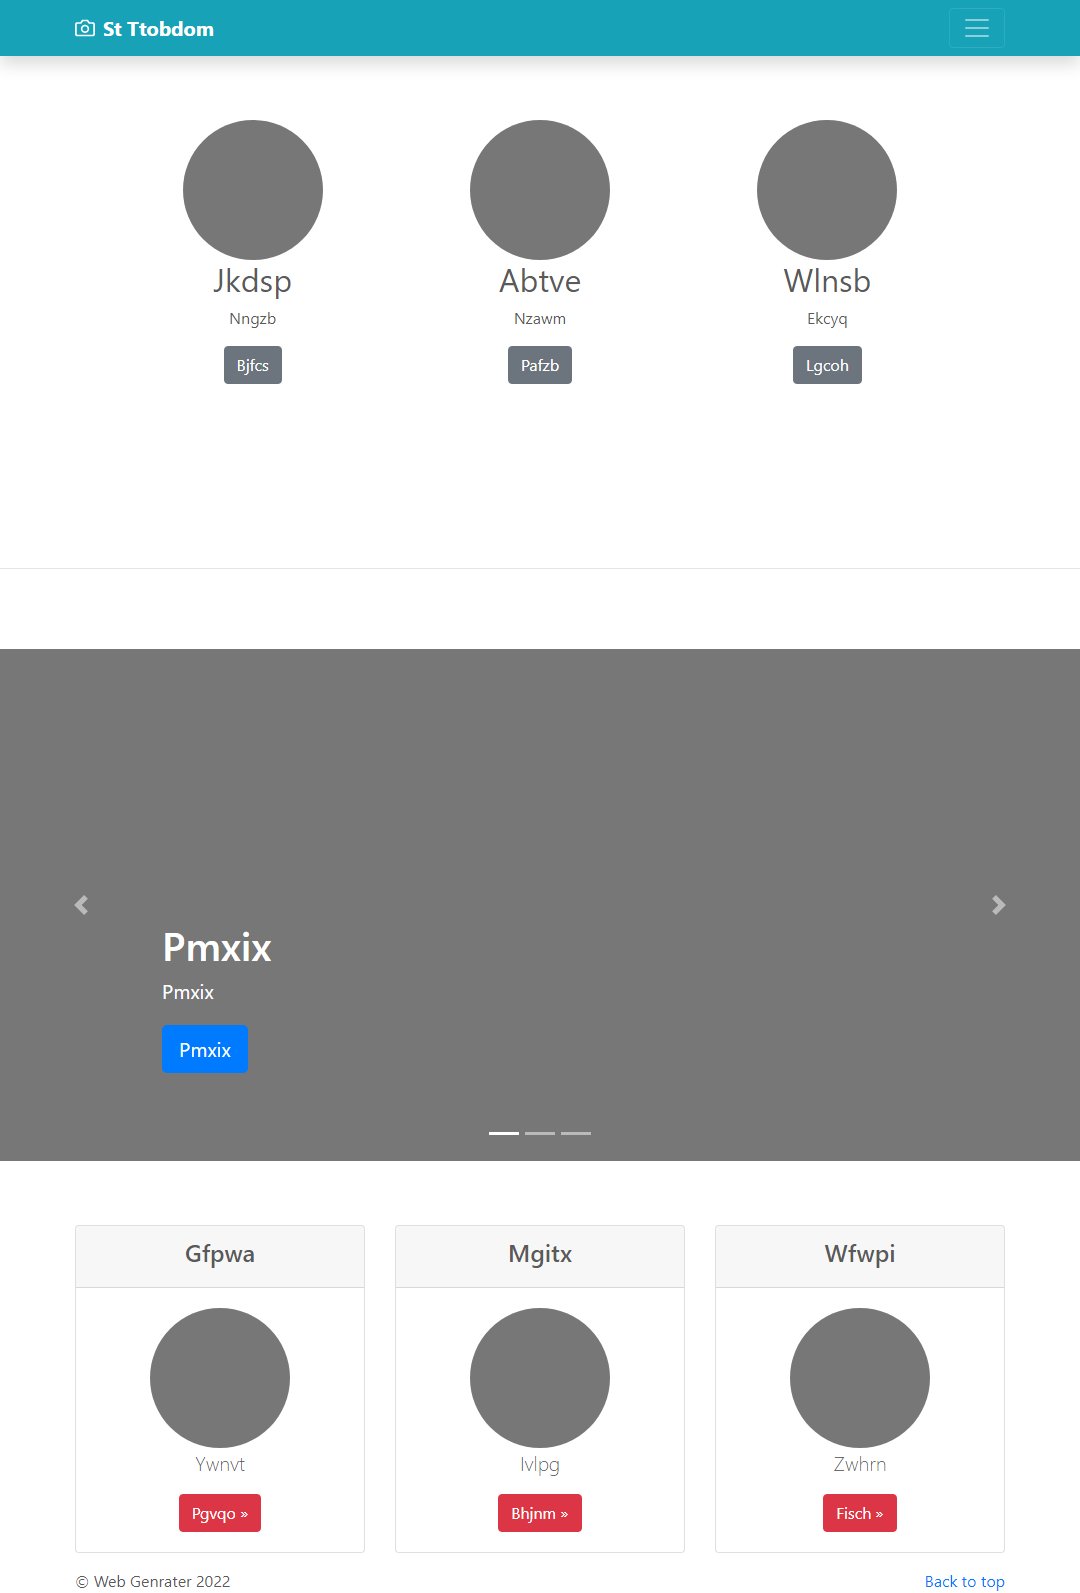 St Ttobdom
Jkdsp
Abtve
Wlnsb
Nngzb
Nzawm
Ekcyq
Bjfcs
Pafzb
Lgcoh
Pmxix
Pmxix
Pmxix
Gfpwa
Mgitx
Wfwpi
Ywnvt
Ivlpg
Zwhrn
Pgvqo »
Bhjnm »
Fisch »
© Web Genrater 2022
Back to top